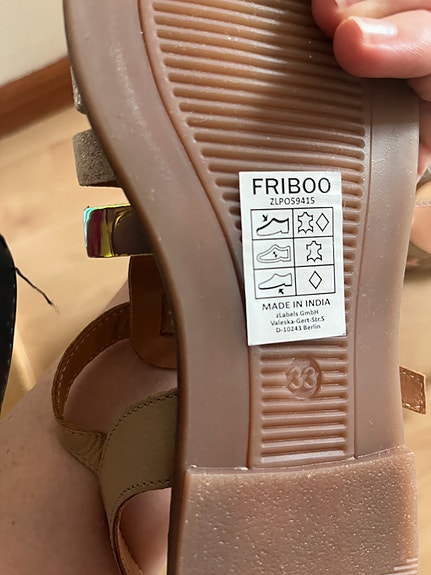 FRIBOO
ZLPO59415
MADE IN INDIA
zLabels GmbH
Valeska-Gert-Str.5
D-10243 Berlin
33